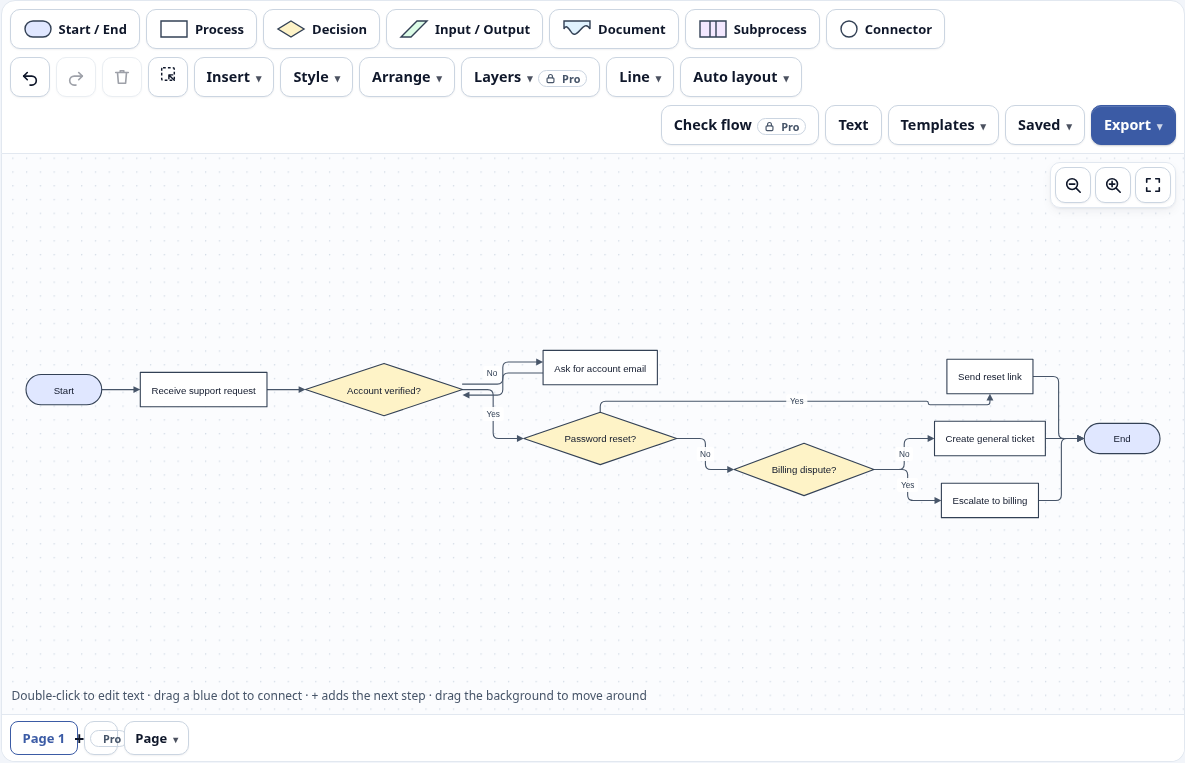 Start / End
Process
Decision
Input / Output
Document
Subprocess
Connector
Insert ▾
Style ▾
Arrange ▾
Layers ▾ Pro
Line ▾
Auto layout ▾
Check flow Pro
Text
Templates ▾
Saved ▾
Export ▾
Start
Receive support request
Account verified?
No
Yes
Ask for account email
Password reset?
Yes
No
Billing dispute?
No
Yes
Send reset link
Create general ticket
Escalate to billing
End
Double-click to edit text · drag a blue dot to connect · + adds the next step · drag the background to move around
Page 1
+
Pro
Page ▾